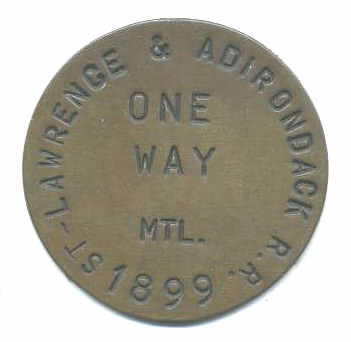 ST-LAWRENCE & ADIRONDACK R.R.
ONE
WAY
MTL.
1899